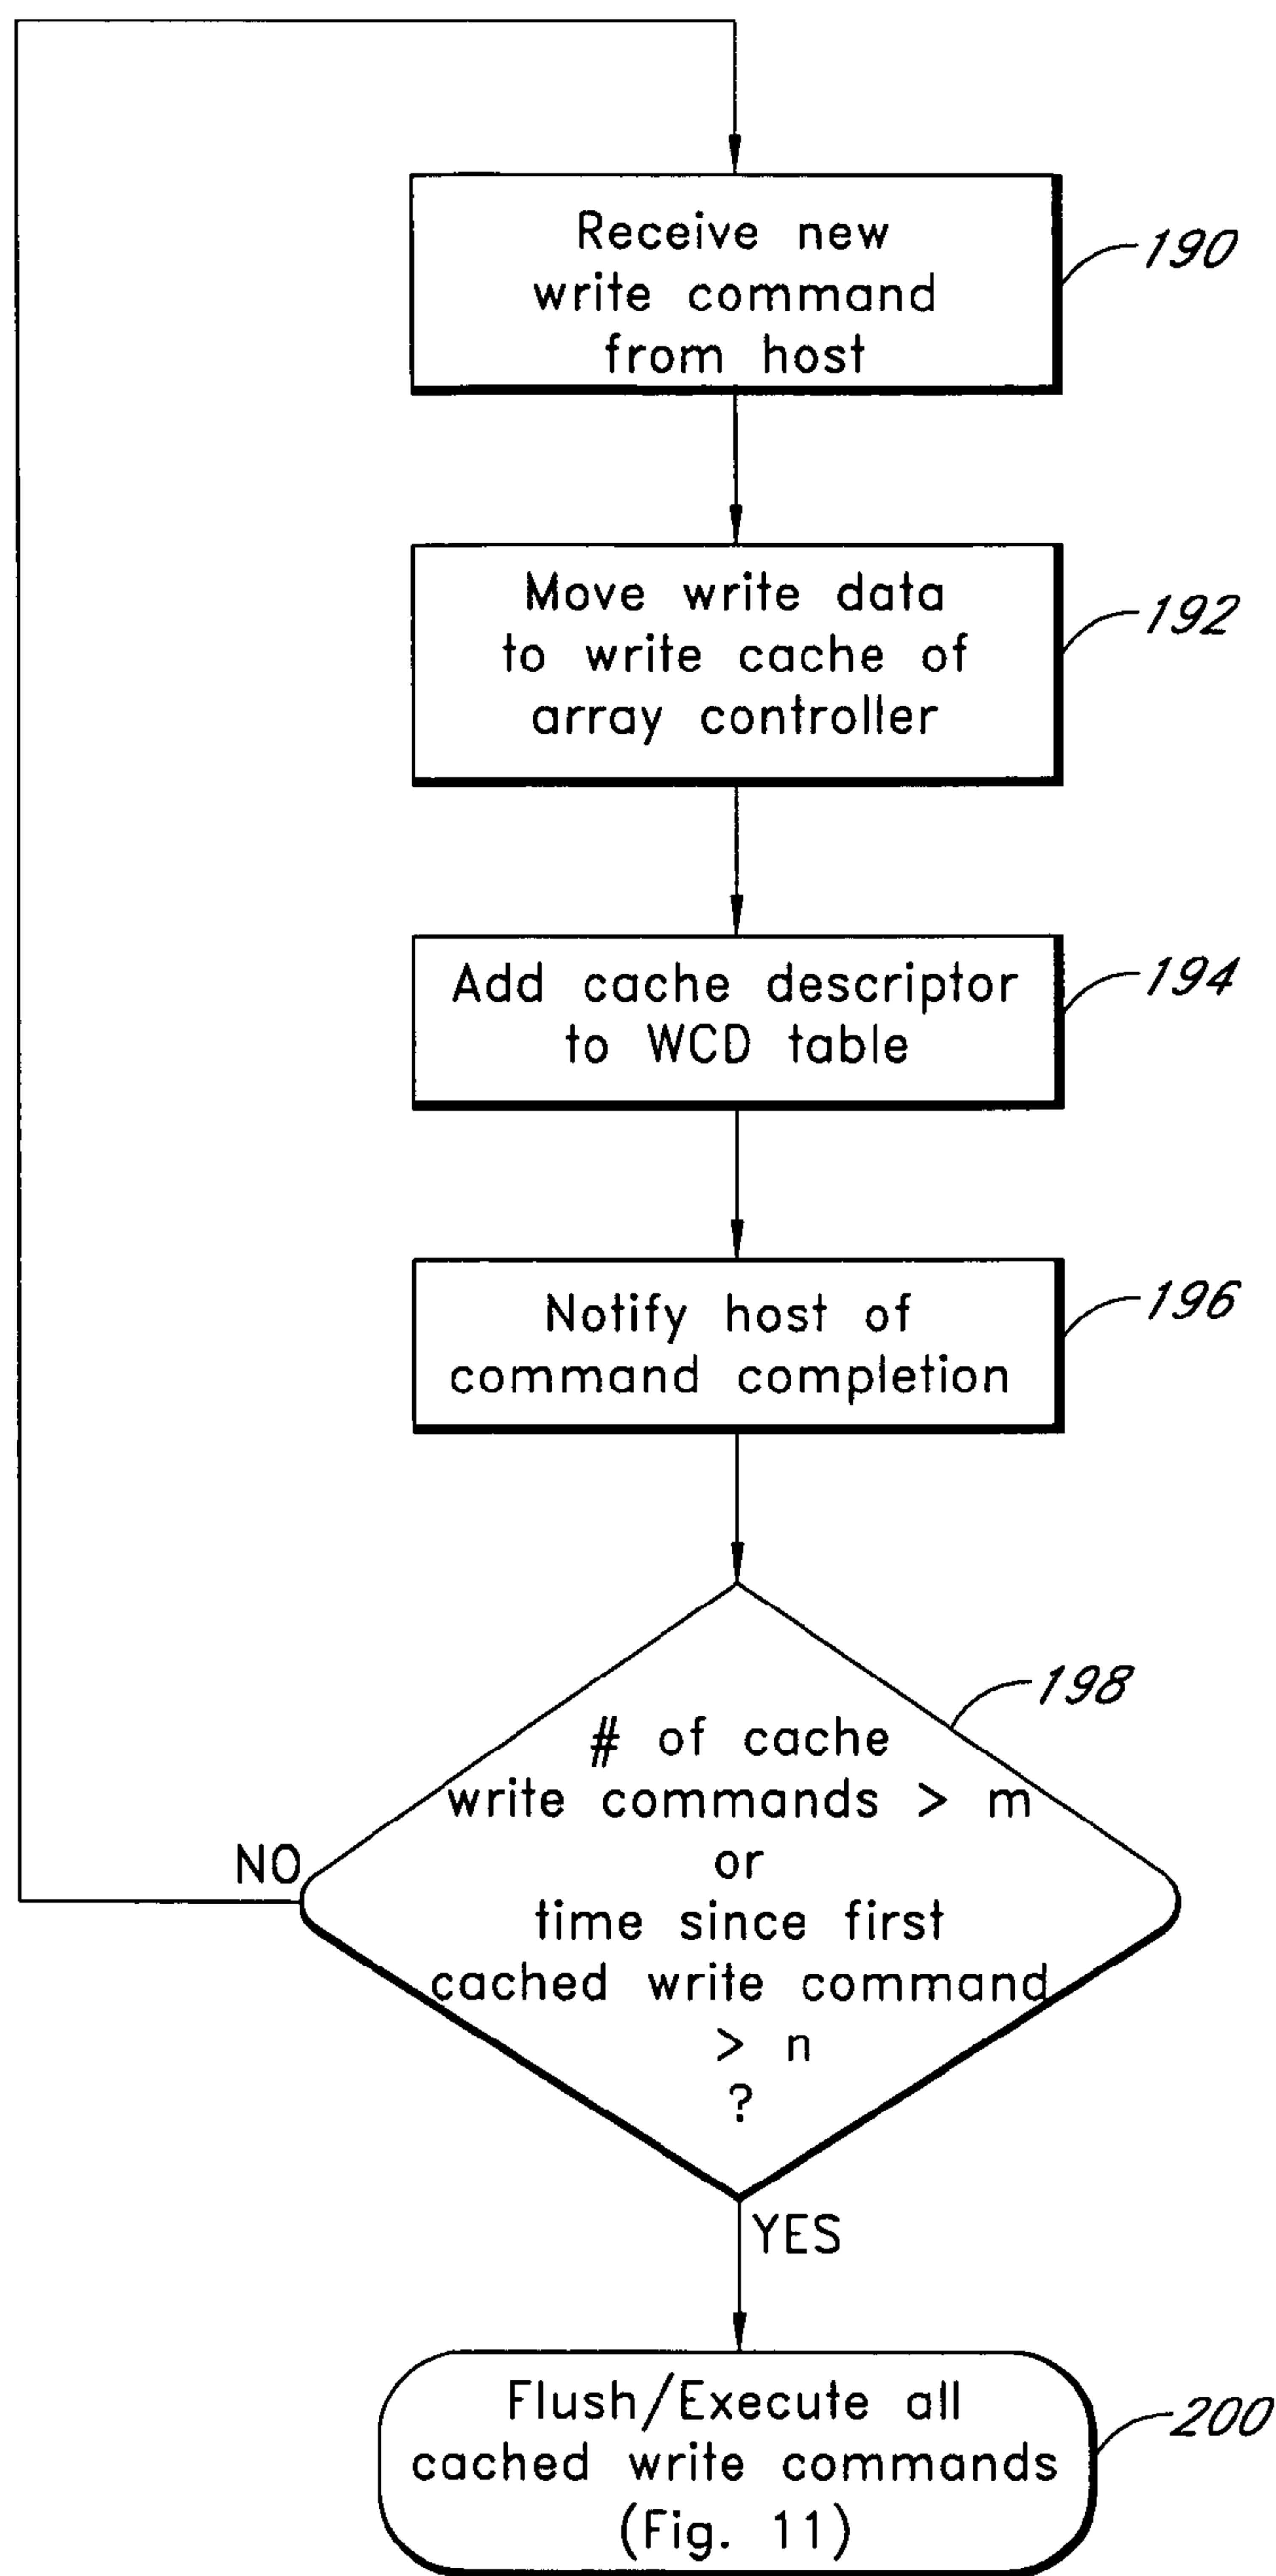 Receive new
write command
from host
190
Move write data
to write cache of
array controller
192
Add cache descriptor
to WCD table
194
Notify host of
command completion
196
198
# of cache
write commands > m
or
time since first
cached write command
> n
?
NO
YES
Flush/Execute all
cached write commands
(Fig. 11)
200